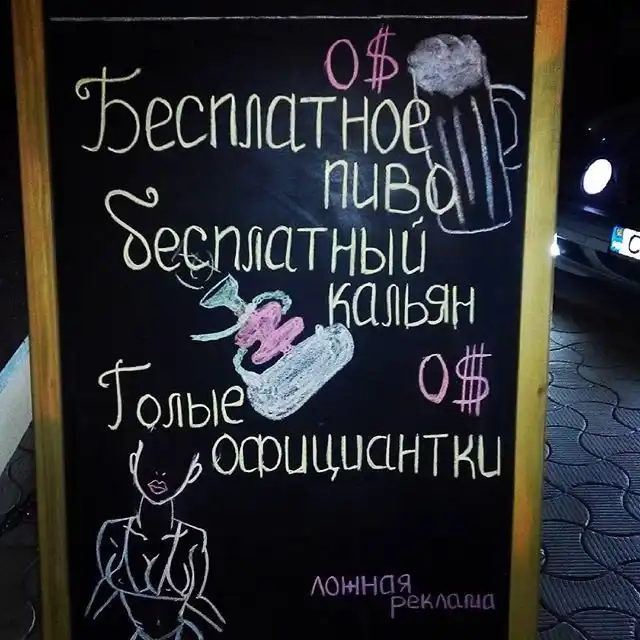 0$
Бесплатное
пиво
бесплатный
кальян
0$
Голые
официантки
ложная
реклама